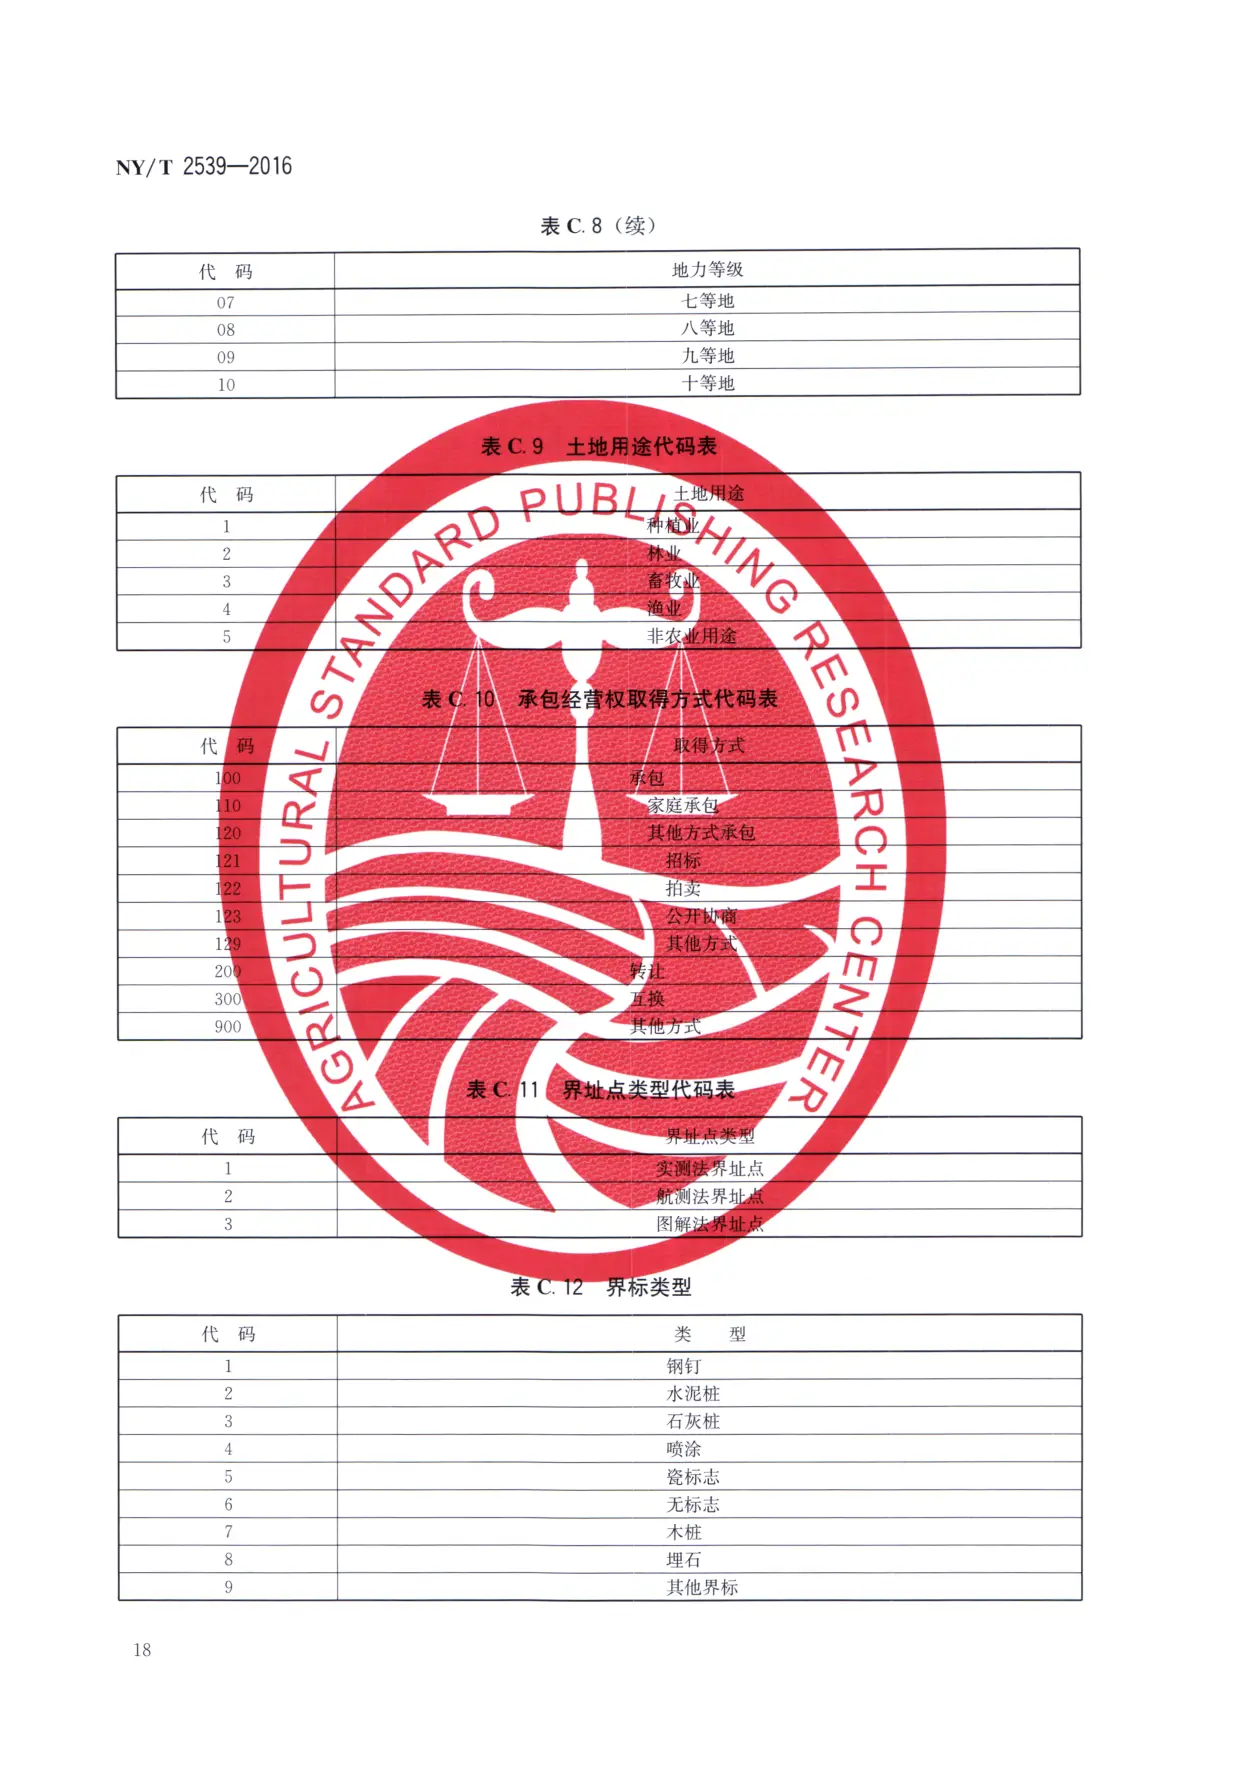 NY/T 2539—2016
表 C. 8（续）
代 码 地力等级
07 七等地
08 八等地
09 九等地
10 十等地
表 C. 9 土地用途代码表
代 码 土地用途
1 种植业
2 林业
3 畜牧业
4 渔业
5 非农业用途
表 C. 10 承包经营权取得方式代码表
代 码 取得方式
100 承包
110 家庭承包
120 其他方式承包
121 招标
122 拍卖
123 公开协商
129 其他方式
200 转让
300 互换
900 其他方式
表 C. 11 界址点类型代码表
代 码 界址点类型
1 实测法界址点
2 航测法界址点
3 图解法界址点
表 C. 12 界标类型
代 码 类 型
1 钢钉
2 水泥桩
3 石灰桩
4 喷涂
5 瓷标志
6 无标志
7 木桩
8 埋石
9 其他界标
18
AGRICULTURAL STANDARD PUBLISHING RESEARCH CENTER